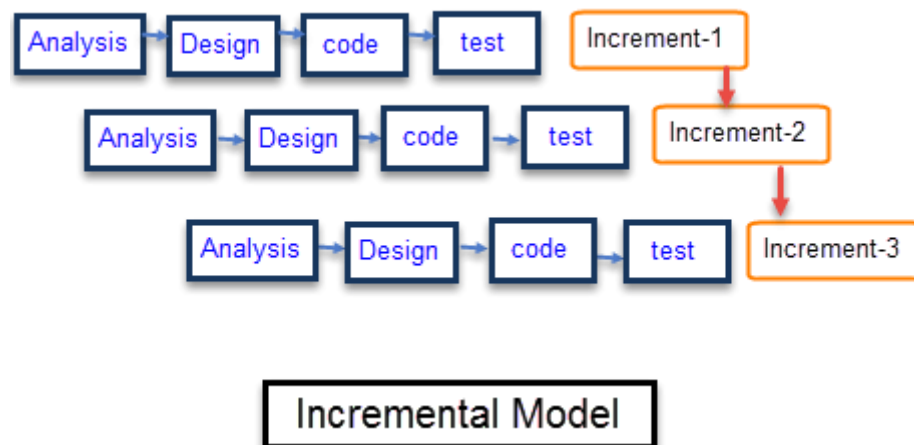 Analysis Design code test Increment-1
Analysis Design code test Increment-2
Analysis Design code test Increment-3
Incremental Model